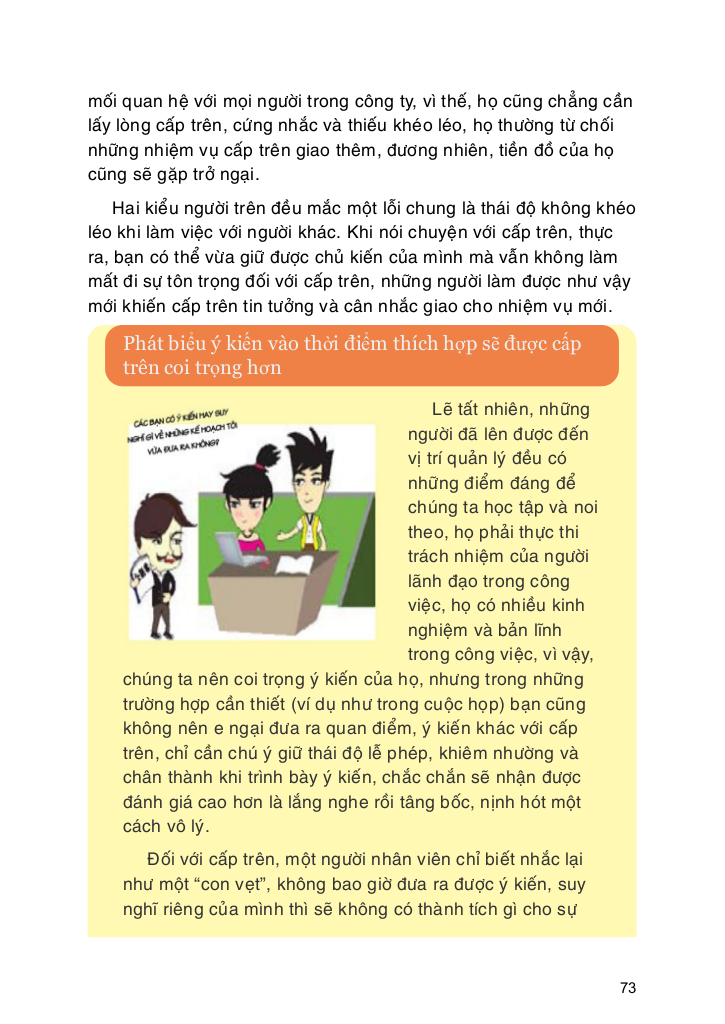 mối quan hệ với mọi người trong công ty, vì thế, họ cũng chẳng cần
lấy lòng cấp trên, cứng nhắc và thiếu khéo léo, họ thường từ chối
những nhiệm vụ cấp trên giao thêm, đương nhiên, tiền đồ của họ
cũng sẽ gặp trở ngại.
Hai kiểu người trên đều mắc một lỗi chung là thái độ không khéo
léo khi làm việc với người khác. Khi nói chuyện với cấp trên, thực
ra, bạn có thể vừa giữ được chủ kiến của mình mà vẫn không làm
mất đi sự tôn trọng đối với cấp trên, những người làm được như vậy
mới khiến cấp trên tin tưởng và cân nhắc giao cho nhiệm vụ mới.
Phát biểu ý kiến vào thời điểm thích hợp sẽ được cấp
trên coi trọng hơn
CÁC BẠN CÓ Ý KIẾN HAY SUY
NGHĨ GÌ VỀ NHỮNG KẾ HOẠCH TÔI
VỪA ĐƯA RA KHÔNG?
Lẽ tất nhiên, những
người đã lên được đến
vị trí quản lý đều có
những điểm đáng để
chúng ta học tập và noi
theo, họ phải thực thi
trách nhiệm của người
lãnh đạo trong công
việc, họ có nhiều kinh
nghiệm và bản lĩnh
trong công việc, vì vậy,
chúng ta nên coi trọng ý kiến của họ, nhưng trong những
trường hợp cần thiết (ví dụ như trong cuộc họp) bạn cũng
không nên e ngại đưa ra quan điểm, ý kiến khác với cấp
trên, chỉ cần chú ý giữ thái độ lễ phép, khiêm nhường và
chân thành khi trình bày ý kiến, chắc chắn sẽ nhận được
đánh giá cao hơn là lắng nghe rồi tâng bốc, nịnh hót một
cách vô lý.
Đối với cấp trên, một người nhân viên chỉ biết nhắc lại
như một “con vẹt”, không bao giờ đưa ra được ý kiến, suy
nghĩ riêng của mình thì sẽ không có thành tích gì cho sự
73